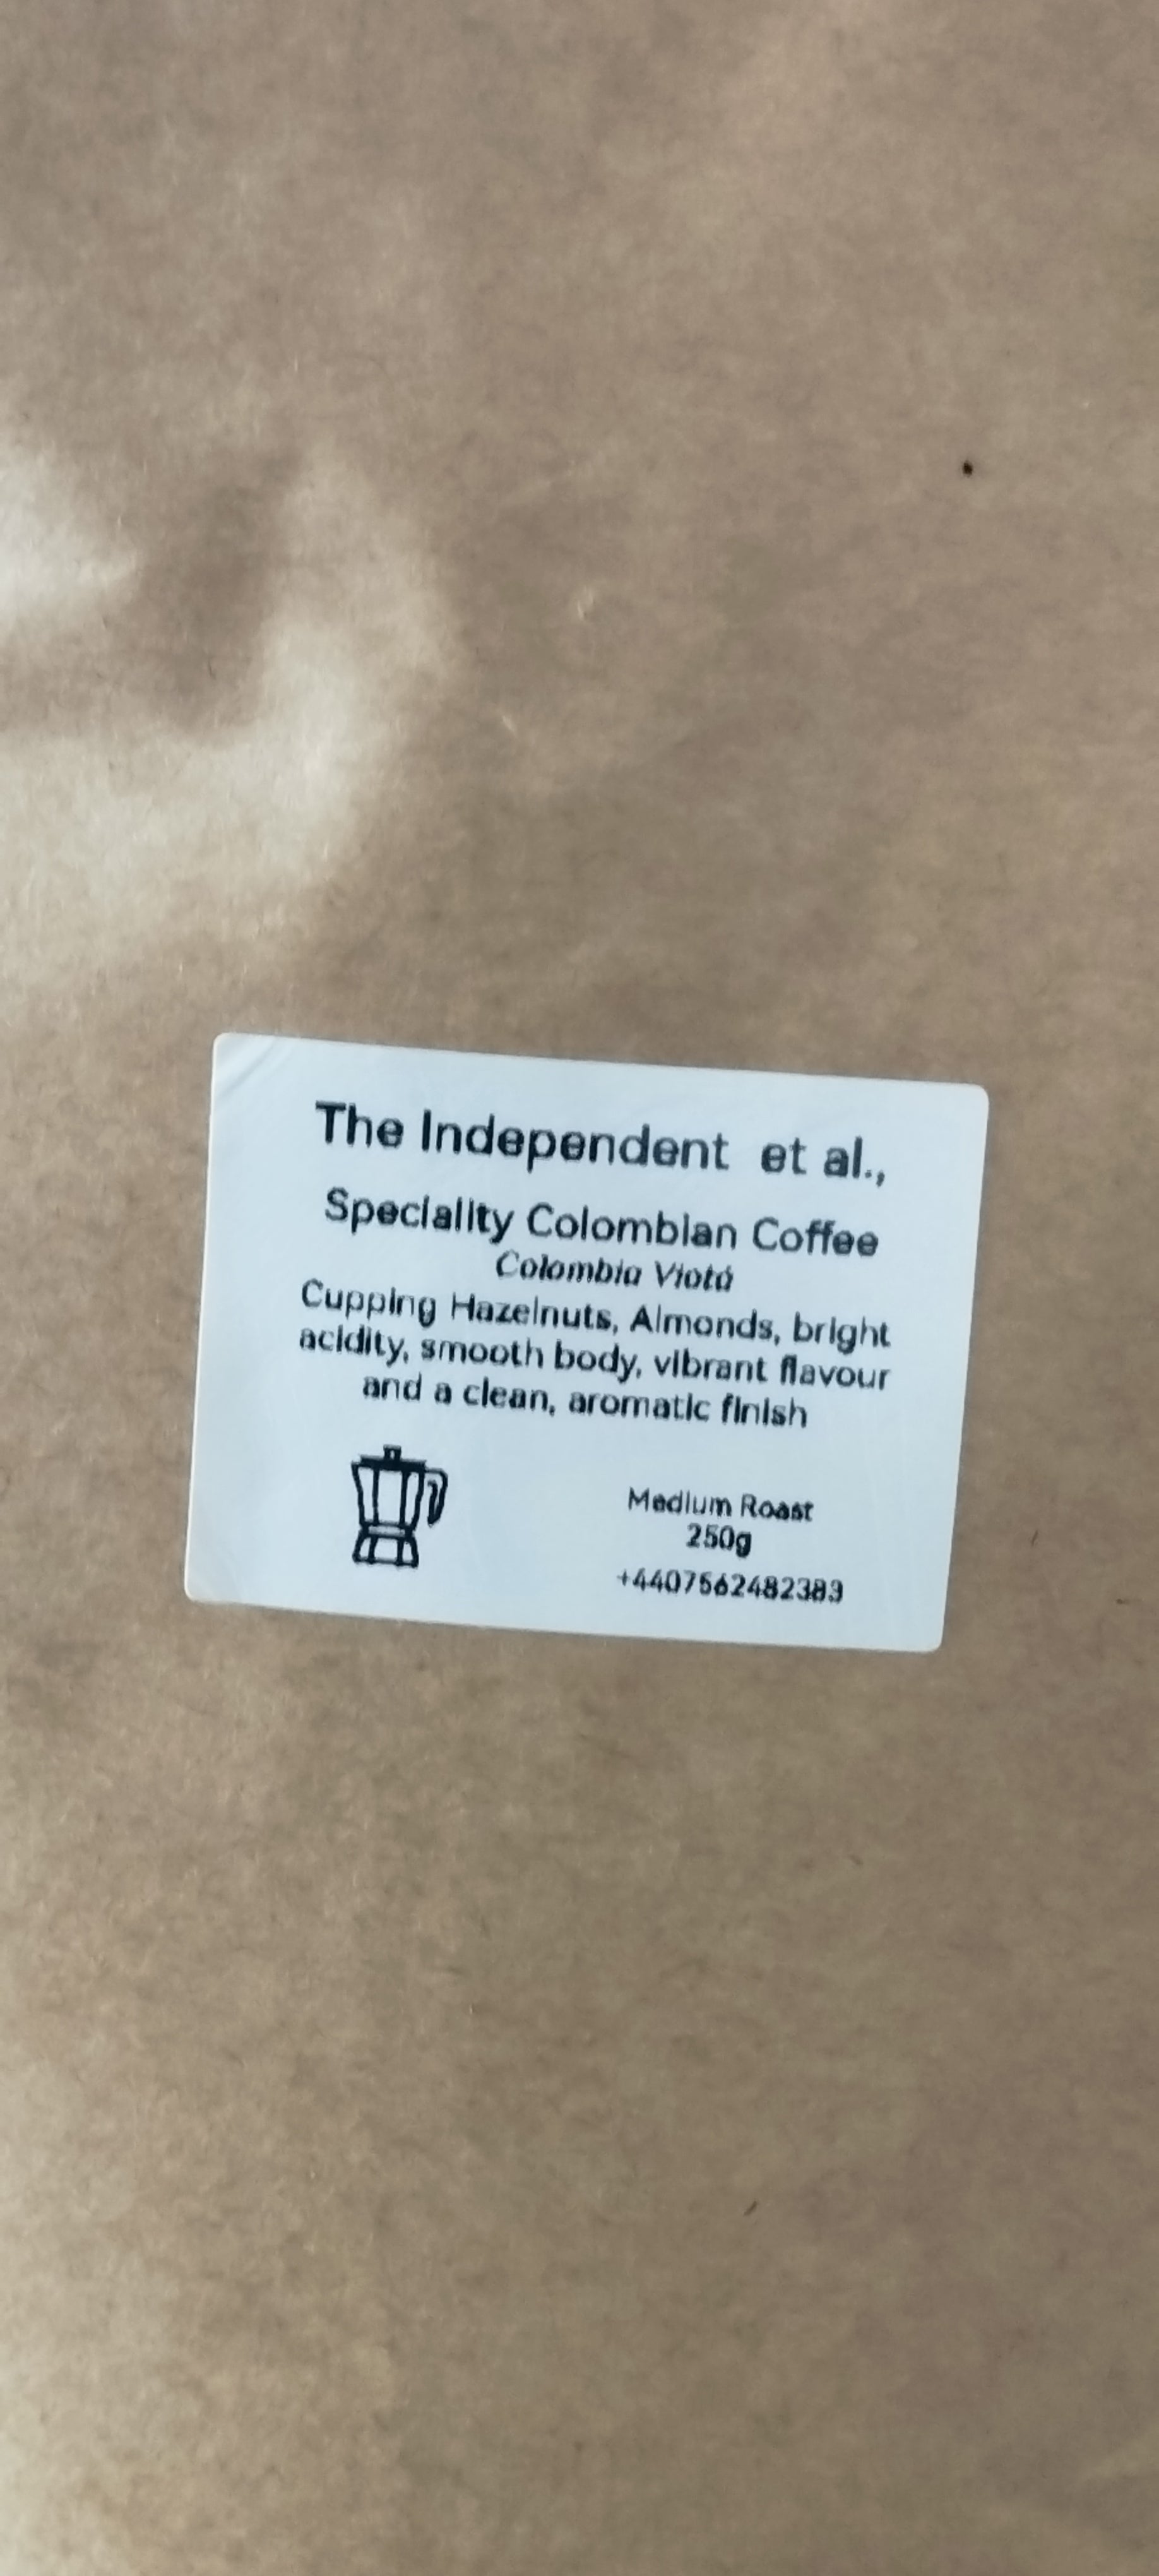 The Independent et al.,
Speciality Colombian Coffee
Colombia Viotá
Cupping Hazelnuts, Almonds, bright
acidity, smooth body, vibrant flavour
and a clean, aromatic finish
Medium Roast
250g
+4407562482383